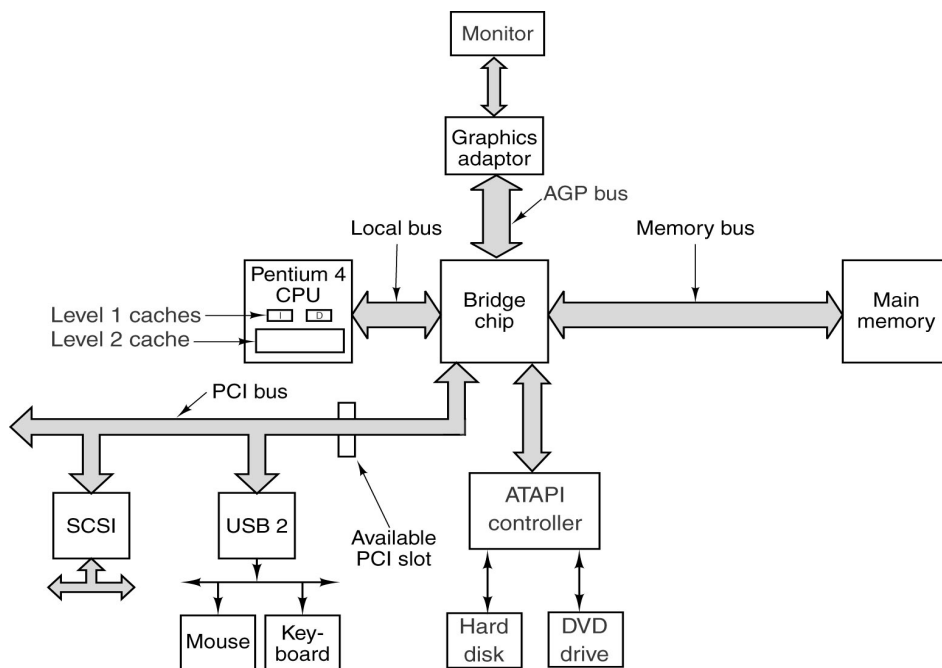 Monitor
Graphics
adaptor
AGP bus
Local bus
Memory bus
Pentium 4
CPU
Level 1 caches
I
D
Level 2 cache
Bridge
chip
Main
memory
PCI bus
SCSI
USB 2
Available
PCI slot
ATAPI
controller
Mouse
Key-
board
Hard
disk
DVD
drive